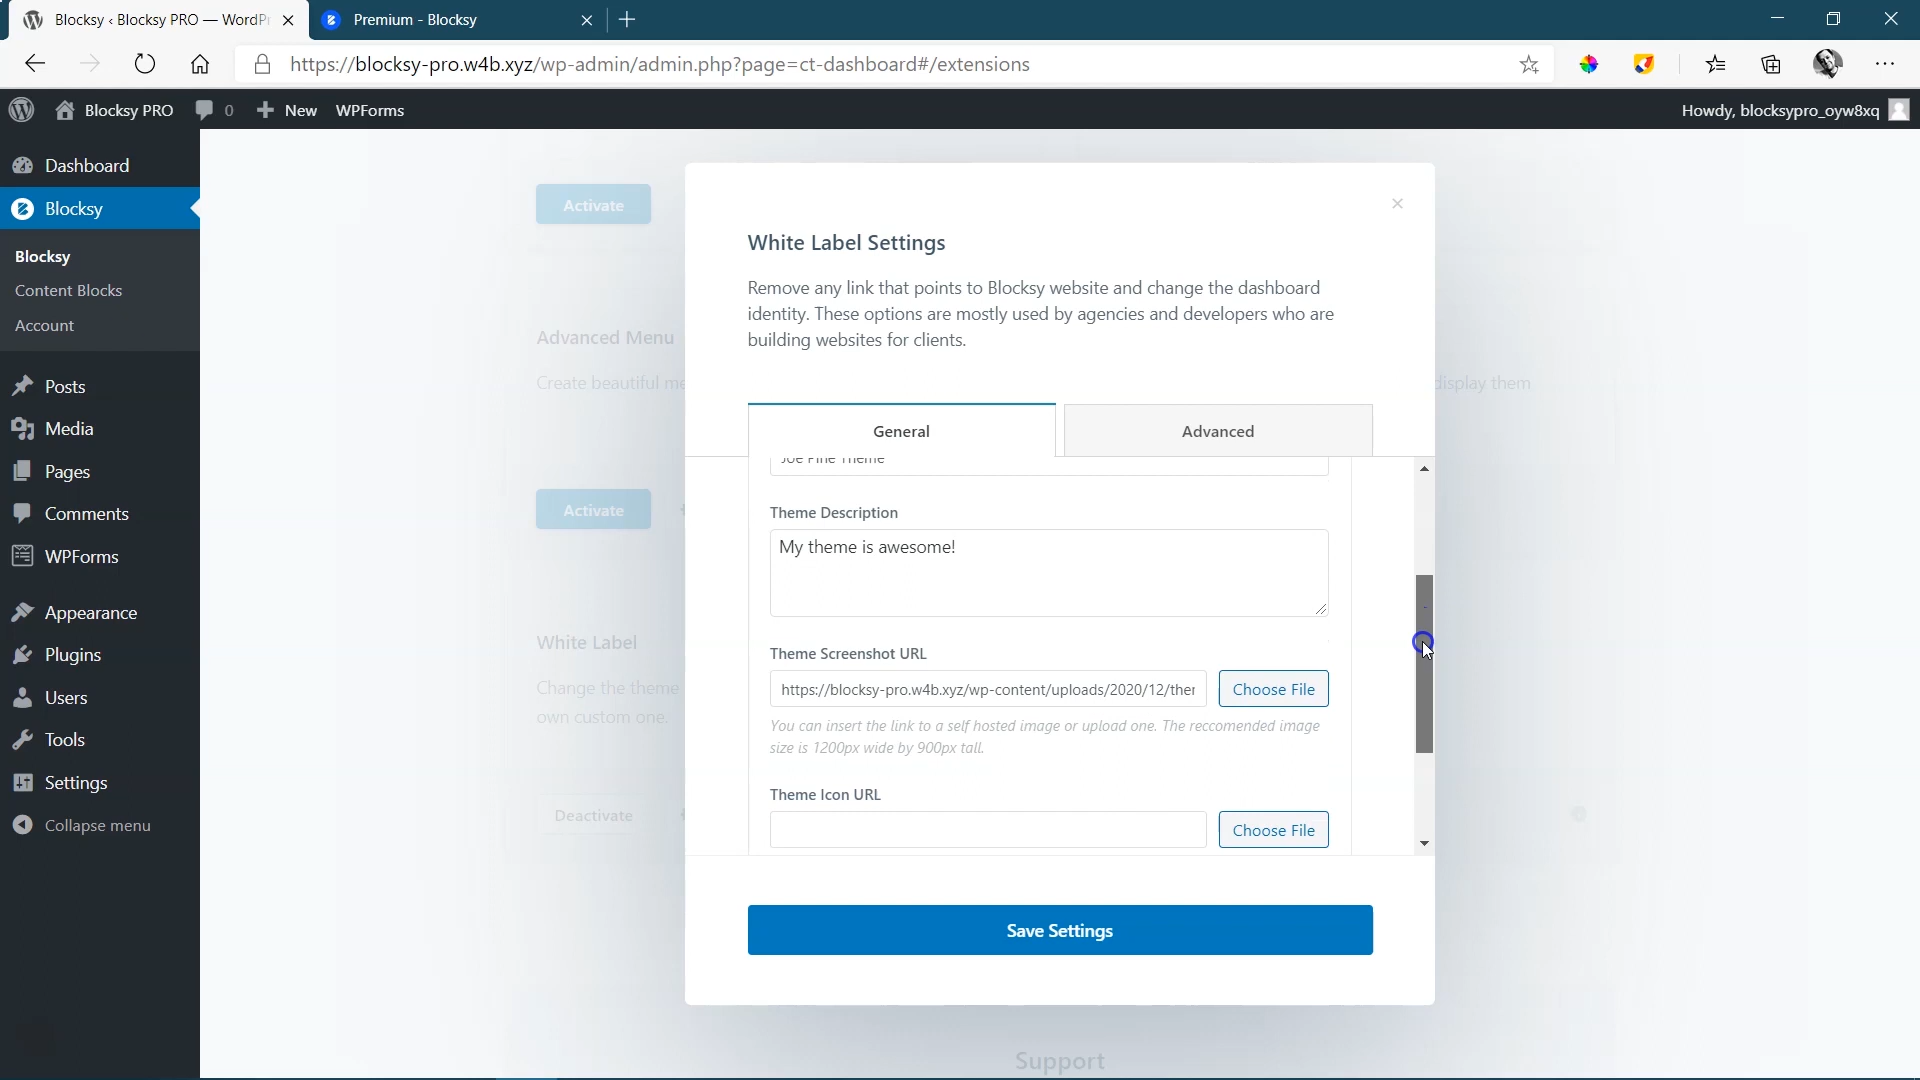 Blocksy ‹ Blocksy PRO — WordPr
Premium - Blocksy
https://blocksy-pro.w4b.xyz/wp-admin/admin.php?page=ct-dashboard#/extensions
Blocksy PRO
0
New
WPForms
Howdy, blocksypro_oyw8xq
Dashboard
Blocksy
Blocksy
Content Blocks
Account
Posts
Media
Pages
Comments
WPForms
Appearance
Plugins
Users
Tools
Settings
Collapse menu
Activate
Advanced Menu
Create beautiful me
display them
Activate
White Label
Change the theme
own custom one.
Deactivate
White Label Settings
Remove any link that points to Blocksy website and change the dashboard
identity. These options are mostly used by agencies and developers who are
building websites for clients.
General
Advanced
Joe Pine Theme
Theme Description
My theme is awesome!
Theme Screenshot URL
https://blocksy-pro.w4b.xyz/wp-content/uploads/2020/12/ther
Choose File
You can insert the link to a self hosted image or upload one. The reccomended image
size is 1200px wide by 900px tall.
Theme Icon URL
Choose File
Save Settings
Support